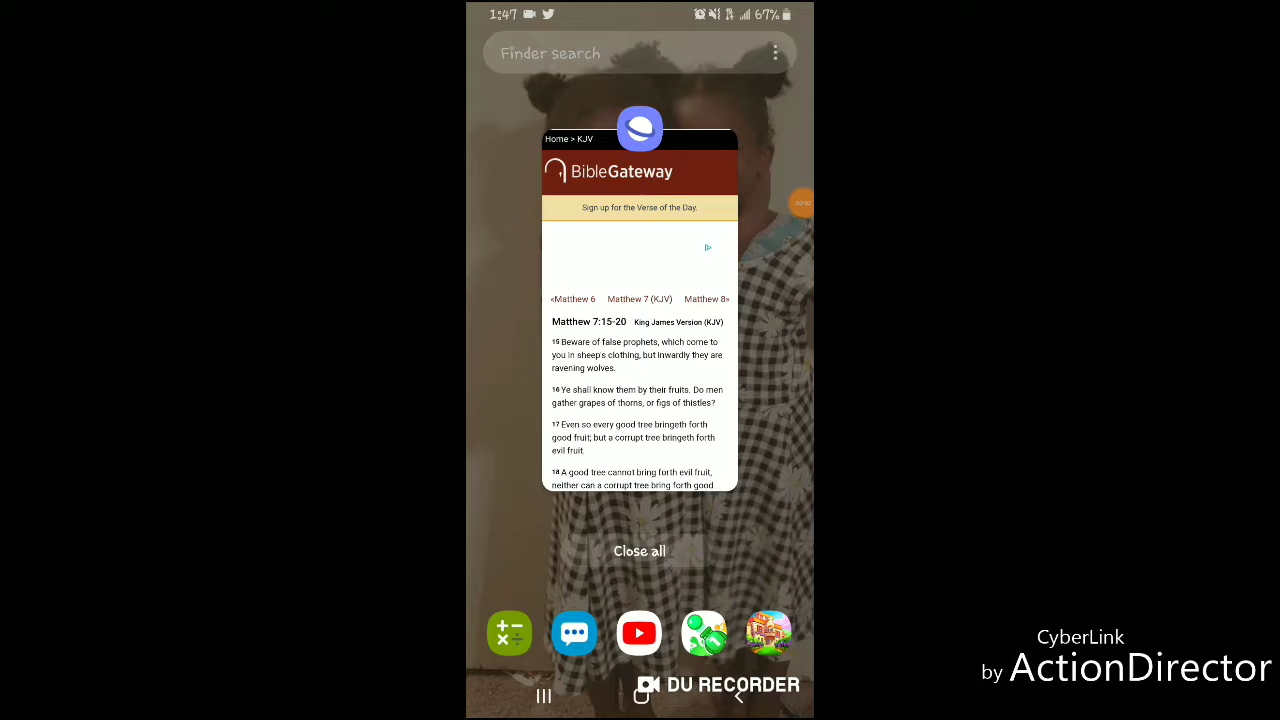 1:47
67%
Finder search
Home > KJV
BibleGateway
Sign up for the Verse of the Day.
«Matthew 6 Matthew 7 (KJV) Matthew 8»
Matthew 7:15-20 King James Version (KJV)
15 Beware of false prophets, which come to
you in sheep's clothing, but inwardly they are
ravening wolves.
16 Ye shall know them by their fruits. Do men
gather grapes of thorns, or figs of thistles?
17 Even so every good tree bringeth forth
good fruit; but a corrupt tree bringeth forth
evil fruit.
18 A good tree cannot bring forth evil fruit,
neither can a corrupt tree bring forth good
Close all
DU RECORDER
CyberLink
by ActionDirector